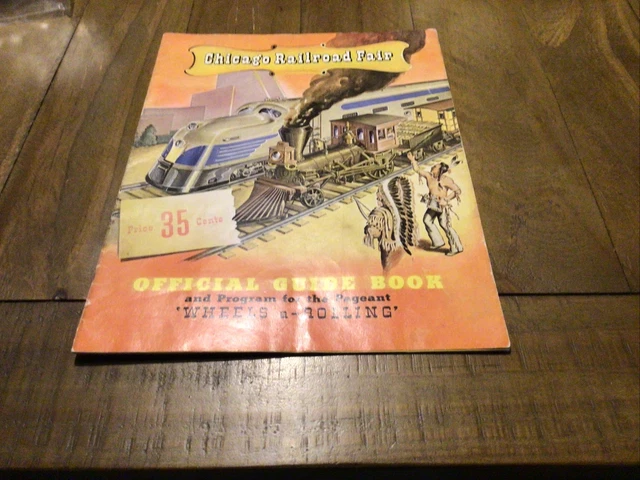 Chicago Railroad Fair
Price 35 Cents
OFFICIAL GUIDE BOOK
and Program for the Pageant
"WHEELS a-ROLLING"